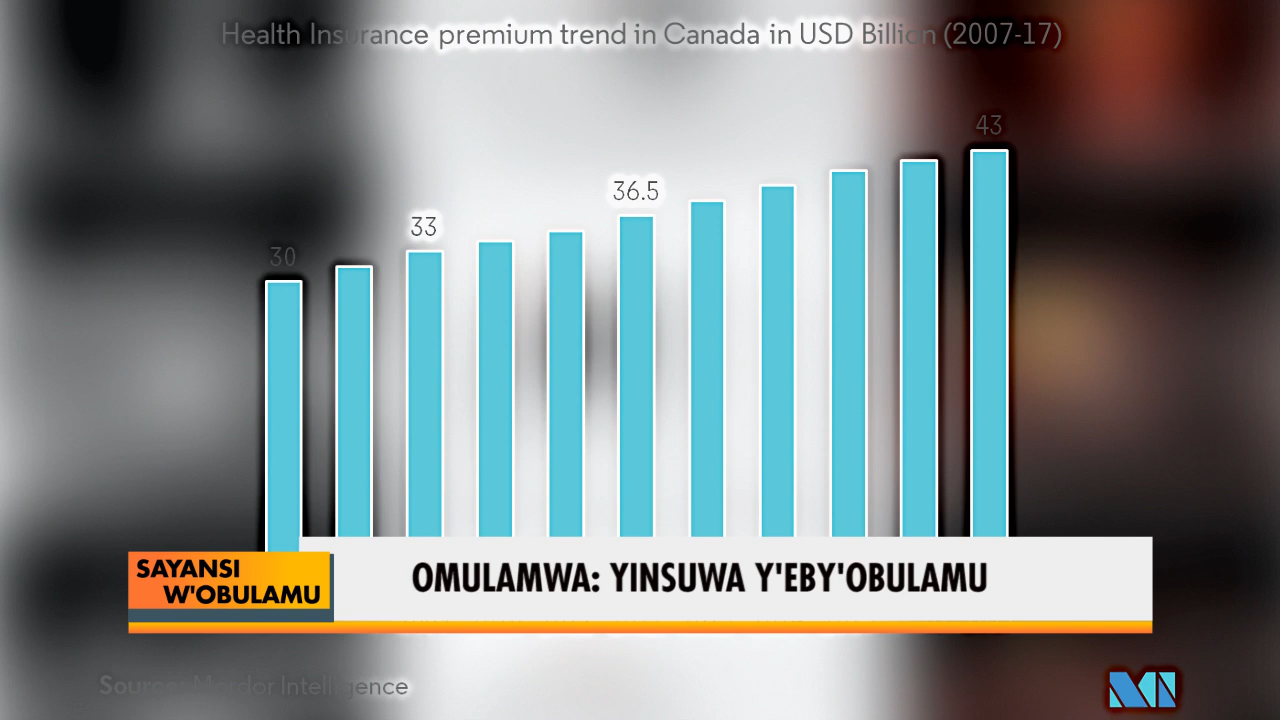 Health Insurance premium trend in Canada in USD Billion (2007-17)
43
36.5
33
30
SAYANSI
W'OBULAMU
OMULAMWA: YINSUWA Y'EBY'OBULAMU
Source: Mordor Intelligence